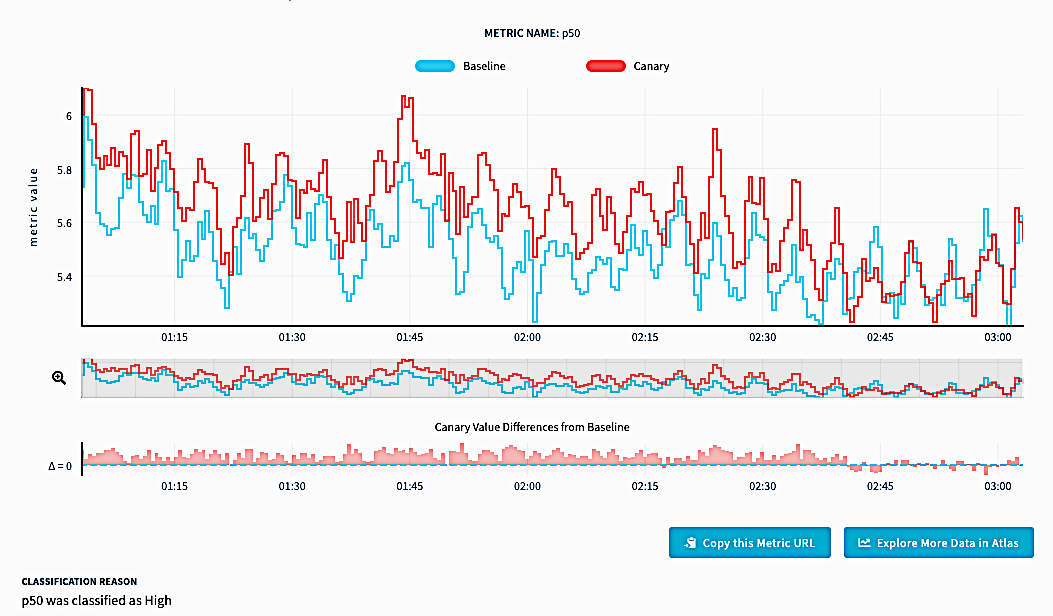 METRIC NAME: p50
Baseline Canary
metric value
6
5.8
5.6
5.4
01:15 01:30 01:45 02:00 02:15 02:30 02:45 03:00
Canary Value Differences from Baseline
Δ = 0
01:15 01:30 01:45 02:00 02:15 02:30 02:45 03:00
Copy this Metric URL Explore More Data in Atlas
CLASSIFICATION REASON
p50 was classified as High